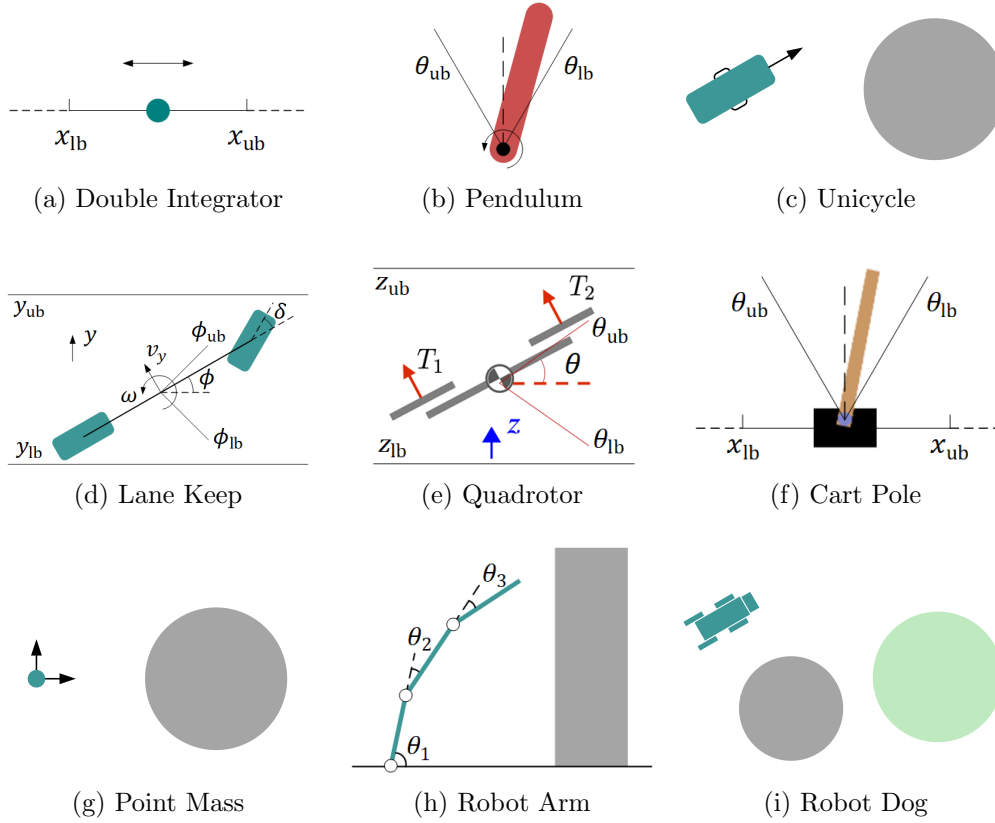 x_lb x_ub
(a) Double Integrator
θ_ub θ_lb
(b) Pendulum
(c) Unicycle
y_ub
y
v_y
ϕ_ub
δ
ω
ϕ
ϕ_lb
y_lb
(d) Lane Keep
z_ub
T_2
θ_ub
T_1
θ
z
z_lb
θ_lb
(e) Quadrotor
θ_ub θ_lb
x_lb x_ub
(f) Cart Pole
(g) Point Mass
θ_3
θ_2
θ_1
(h) Robot Arm
(i) Robot Dog